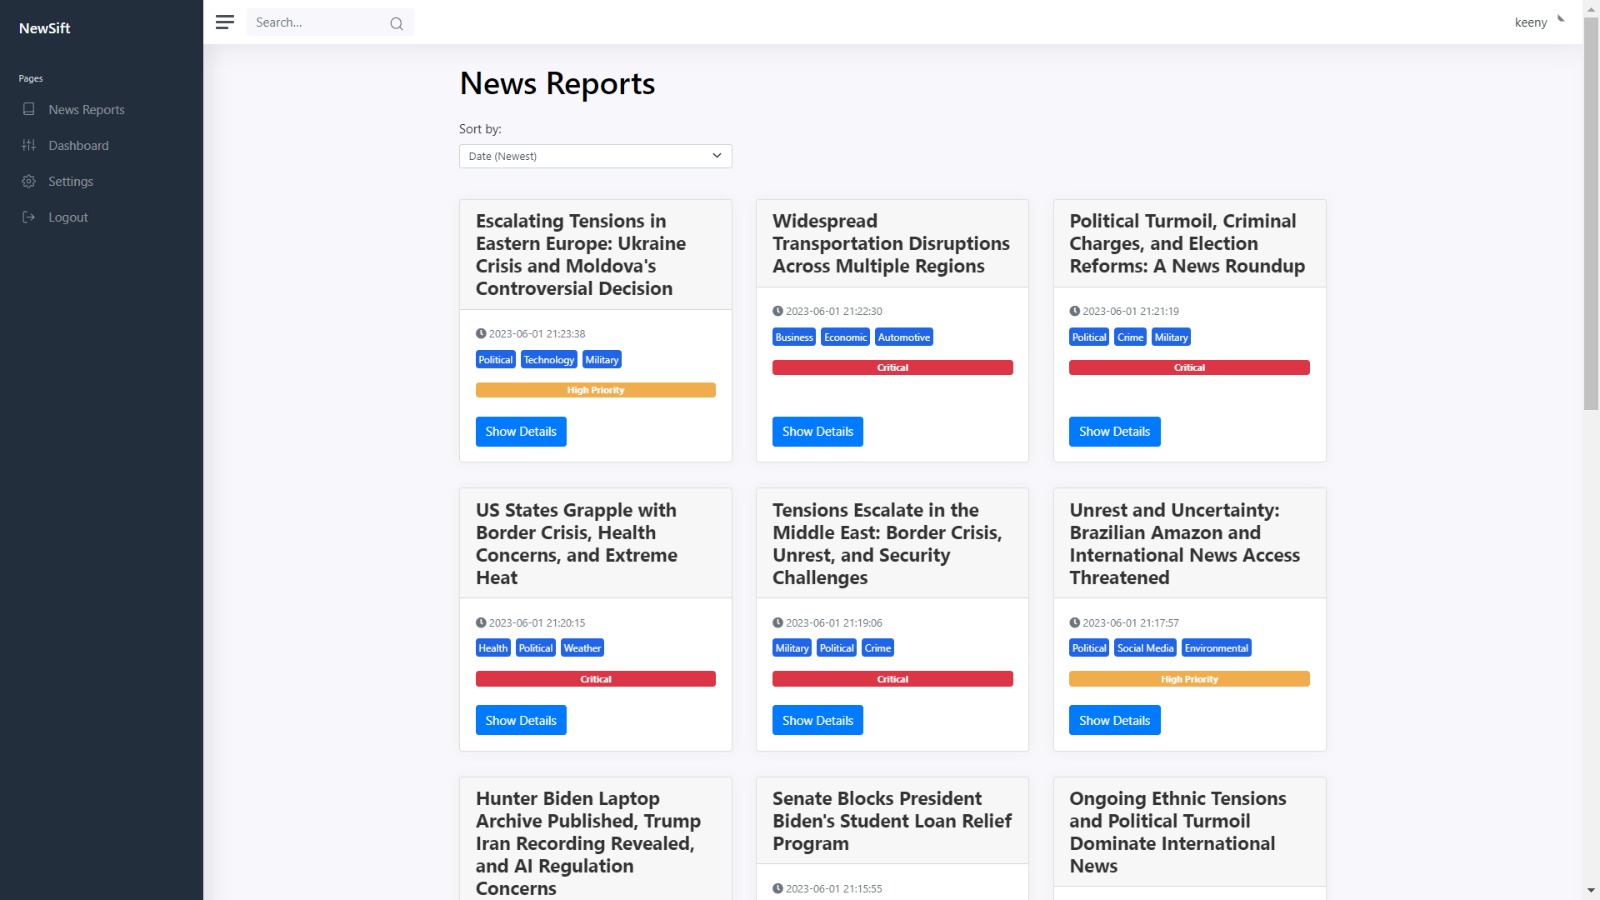 NewSift
Pages
News Reports
Dashboard
Settings
Logout
Search...
keeny
News Reports
Sort by:
Date (Newest)
Escalating Tensions in
Eastern Europe: Ukraine
Crisis and Moldova's
Controversial Decision
2023-06-01 21:23:38
Political Technology Military
High Priority
Show Details
Widespread
Transportation Disruptions
Across Multiple Regions
2023-06-01 21:22:30
Business Economic Automotive
Critical
Show Details
Political Turmoil, Criminal
Charges, and Election
Reforms: A News Roundup
2023-06-01 21:21:19
Political Crime Military
Critical
Show Details
US States Grapple with
Border Crisis, Health
Concerns, and Extreme
Heat
2023-06-01 21:20:15
Health Political Weather
Critical
Show Details
Tensions Escalate in the
Middle East: Border Crisis,
Unrest, and Security
Challenges
2023-06-01 21:19:06
Military Political Crime
Critical
Show Details
Unrest and Uncertainty:
Brazilian Amazon and
International News Access
Threatened
2023-06-01 21:17:57
Political Social Media Environmental
High Priority
Show Details
Hunter Biden Laptop
Archive Published, Trump
Iran Recording Revealed,
and AI Regulation
Concerns
Senate Blocks President
Biden's Student Loan Relief
Program
2023-06-01 21:15:55
Ongoing Ethnic Tensions
and Political Turmoil
Dominate International
News